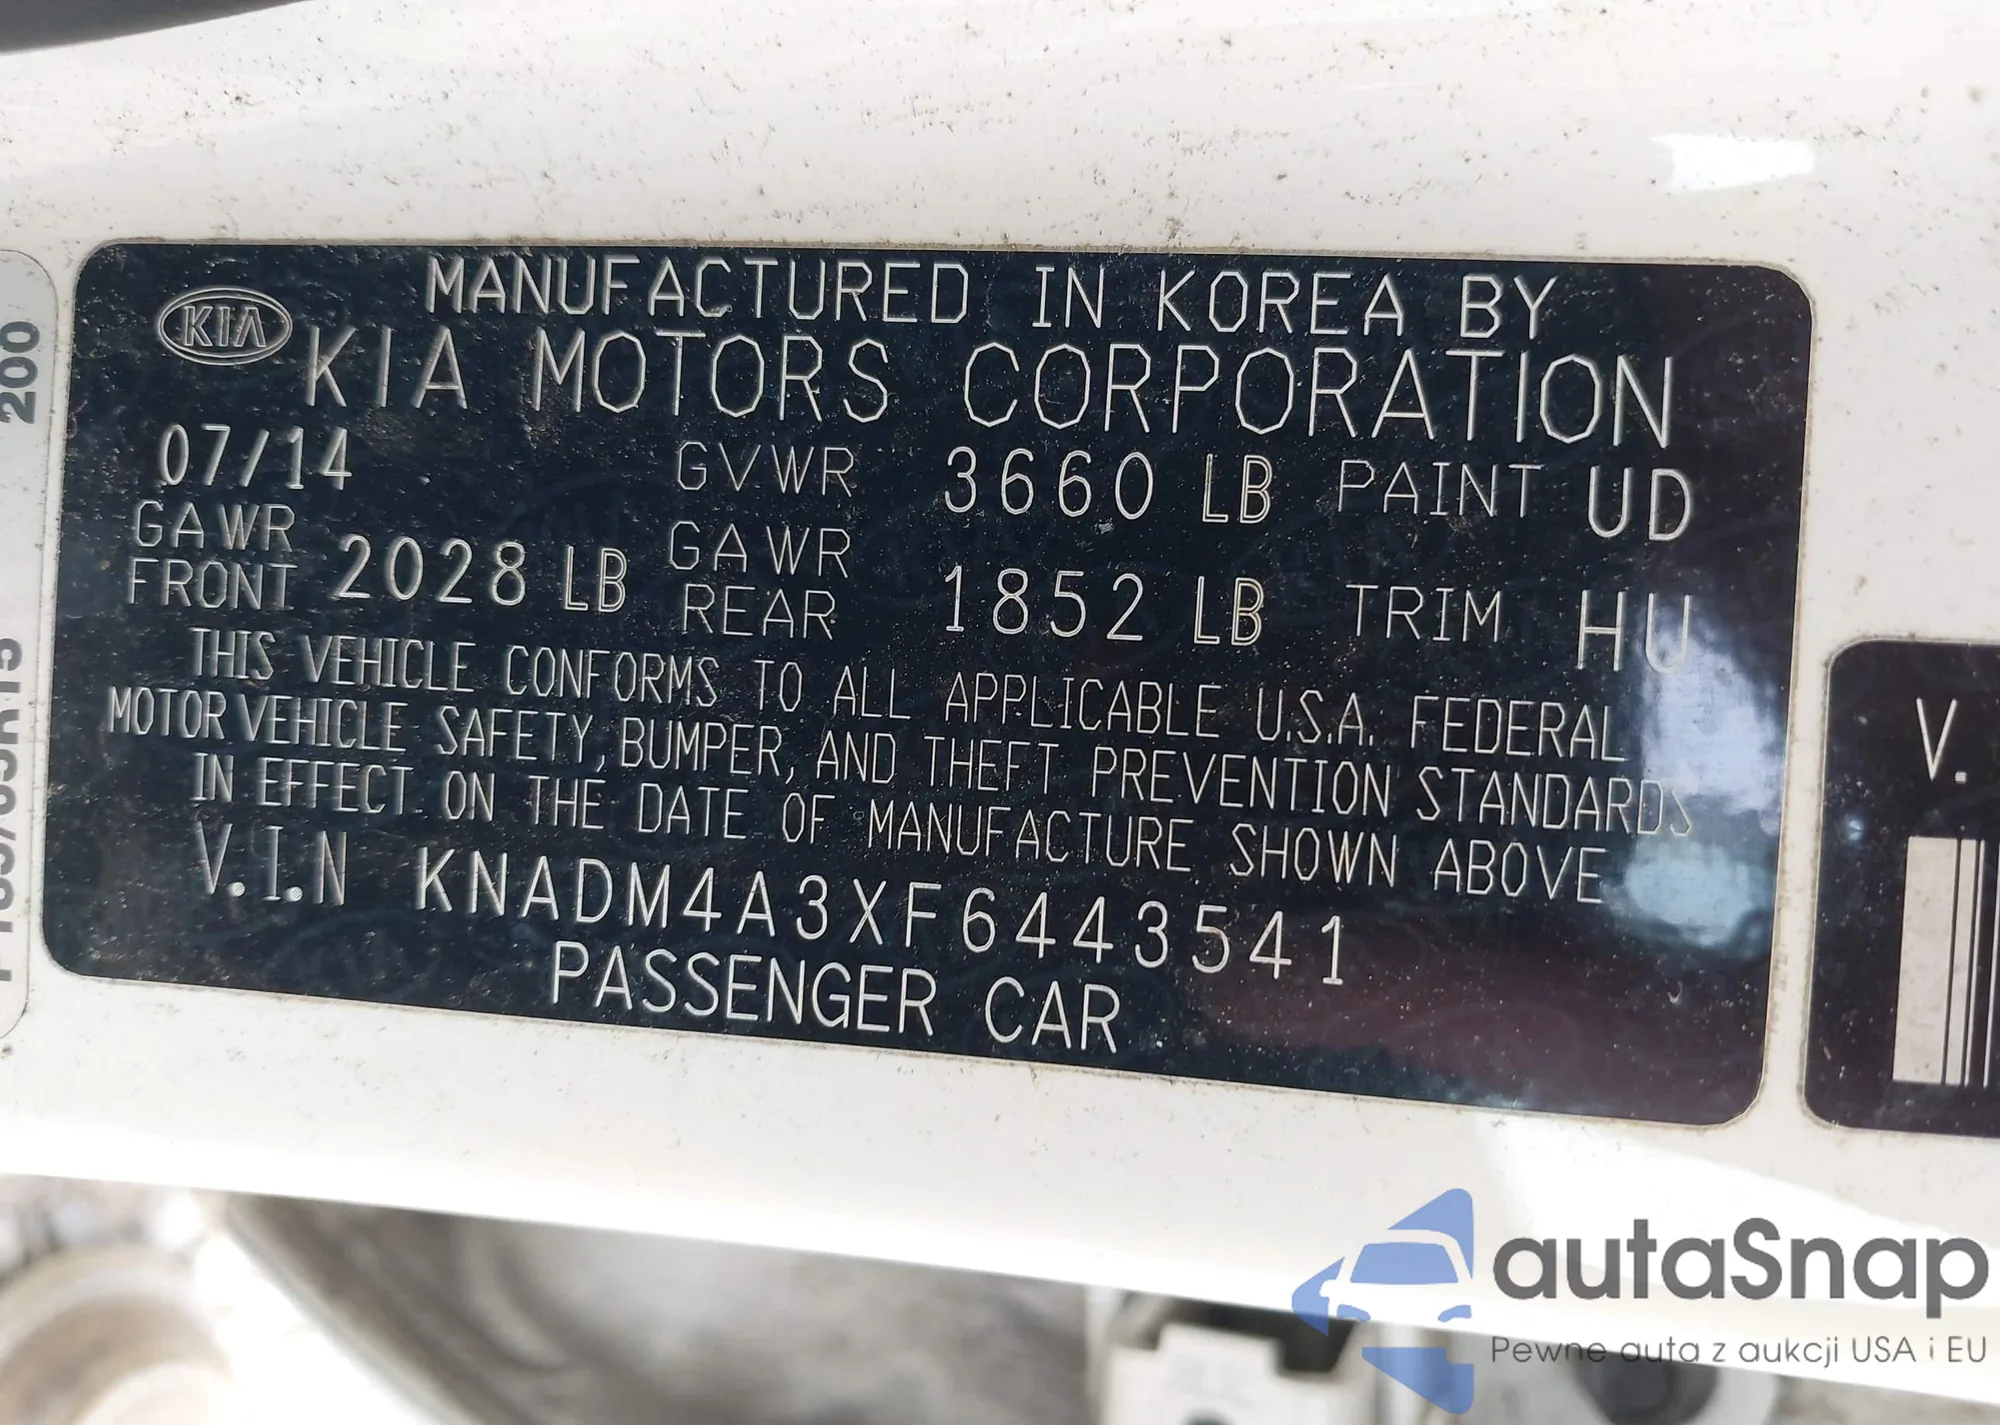 MANUFACTURED IN KOREA BY
KIA KIA MOTORS CORPORATION
07/14 GVWR 3660 LB PAINT UD
GAWR FRONT 2028 LB GAWR REAR 1852 LB TRIM HU
THIS VEHICLE CONFORMS TO ALL APPLICABLE U.S.A. FEDERAL
MOTOR VEHICLE SAFETY, BUMPER, AND THEFT PREVENTION STANDARDS
IN EFFECT ON THE DATE OF MANUFACTURE SHOWN ABOVE
V.I.N KNADM4A3XF6443541
PASSENGER CAR
200
V.
autaSnap
Pewne auta z aukcji USA i EU